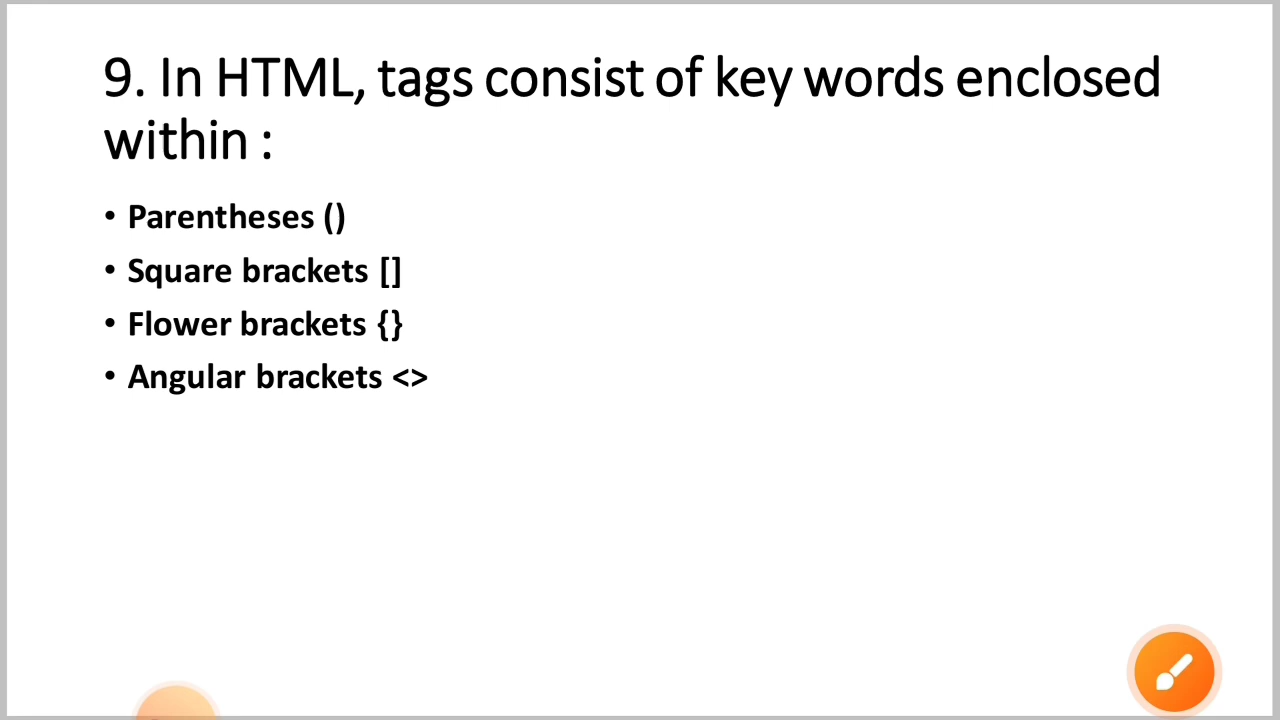 9. In HTML, tags consist of key words enclosed
within :
• Parentheses ()
• Square brackets []
• Flower brackets {}
• Angular brackets <>